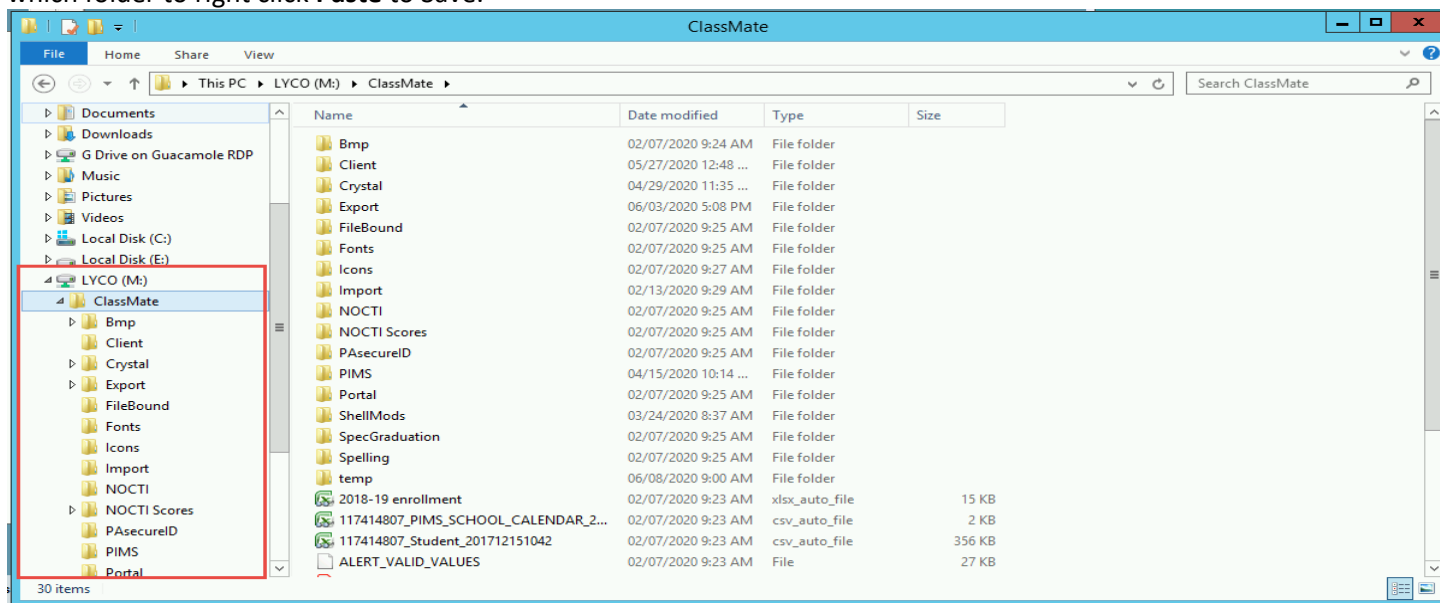 which folder to right click Paste to Save.
ClassMate
File Home Share View
This PC LYCO (M:) ClassMate
Search ClassMate
Documents
Downloads
G Drive on Guacamole RDP
Music
Pictures
Videos
Local Disk (C:)
Local Disk (E:)
LYCO (M:)
ClassMate
Bmp
Client
Crystal
Export
FileBound
Fonts
Icons
Import
NOCTI
NOCTI Scores
PAsecureID
PIMS
Portal
Name Date modified Type Size
Bmp 02/07/2020 9:24 AM File folder
Client 05/27/2020 12:48 ... File folder
Crystal 04/29/2020 11:35 ... File folder
Export 06/03/2020 5:08 PM File folder
FileBound 02/07/2020 9:25 AM File folder
Fonts 02/07/2020 9:25 AM File folder
Icons 02/07/2020 9:27 AM File folder
Import 02/13/2020 9:29 AM File folder
NOCTI 02/07/2020 9:25 AM File folder
NOCTI Scores 02/07/2020 9:25 AM File folder
PAsecureID 02/07/2020 9:25 AM File folder
PIMS 04/15/2020 10:14 ... File folder
Portal 02/07/2020 9:25 AM File folder
ShellMods 03/24/2020 8:37 AM File folder
SpecGraduation 02/07/2020 9:25 AM File folder
Spelling 02/07/2020 9:25 AM File folder
temp 06/08/2020 9:00 AM File folder
2018-19 enrollment 02/07/2020 9:23 AM xlsx_auto_file 15 KB
117414807_PIMS_SCHOOL_CALENDAR_2... 02/07/2020 9:23 AM csv_auto_file 2 KB
117414807_Student_201712151042 02/07/2020 9:23 AM csv_auto_file 356 KB
ALERT_VALID_VALUES 02/07/2020 9:23 AM File 27 KB
30 items